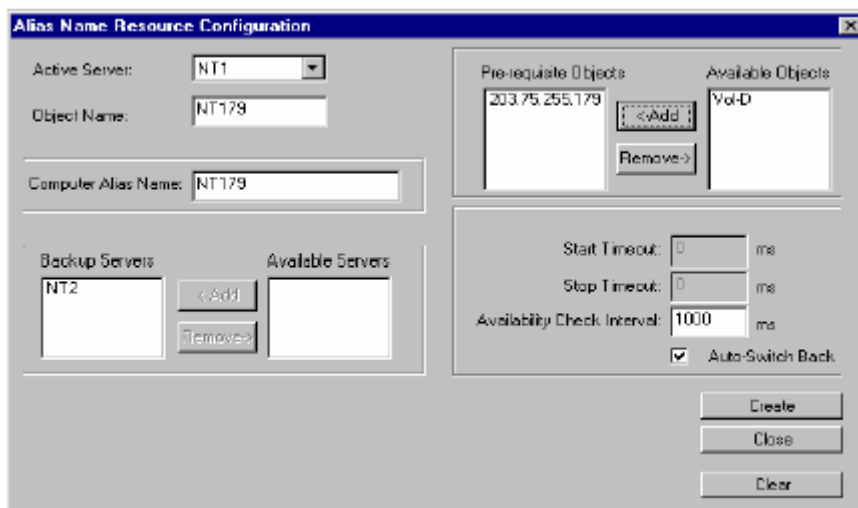 Alias Name Resource Configuration
Active Server: NT1
Object Name: NT179
Computer Alias Name: NT179
Backup Servers Available Servers
NT2
<-Add
Remove->
Pre-requisite Objects Available Objects
203.75.255.179 Vol-D
<-Add
Remove->
Start Timeout: 0 ms
Stop Timeout: 0 ms
Availability Check Interval: 1000 ms
Auto-Switch Back
Create
Close
Clear